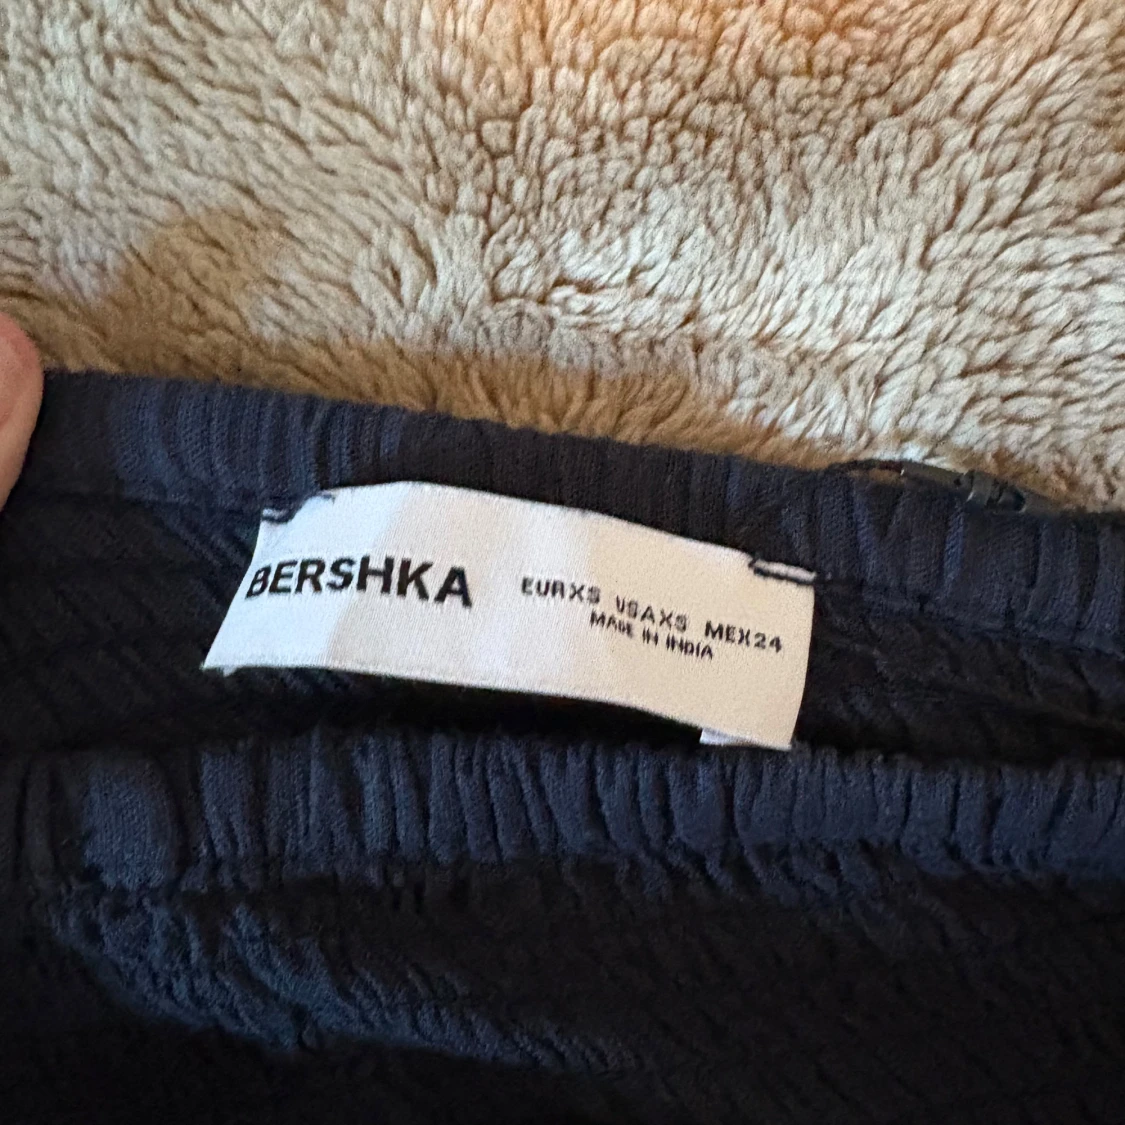 BERSHKA
EUR XS USA XS MEX 24
MADE IN INDIA